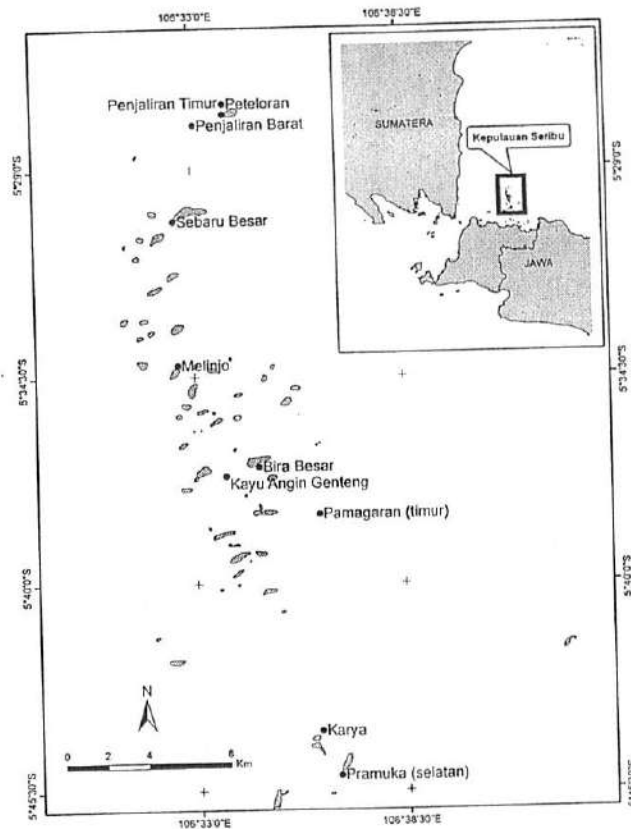 106°33'0"E
106°38'30"E
Penjaliran Timur
Peteloran
Penjaliran Barat
SUMATERA
Kepulauan Seribu
JAWA
5°29'0"S
5°29'0"S
Sebaru Besar
5°34'30"S
5°34'30"S
Melinjo
Bira Besar
Kayu Angin Genteng
Pamagaran (timur)
5°40'0"S
5°40'0"S
N
0 2 4 6
Km
Karya
Pramuka (selatan)
5°45'30"S
106°33'0"E
106°38'30"E